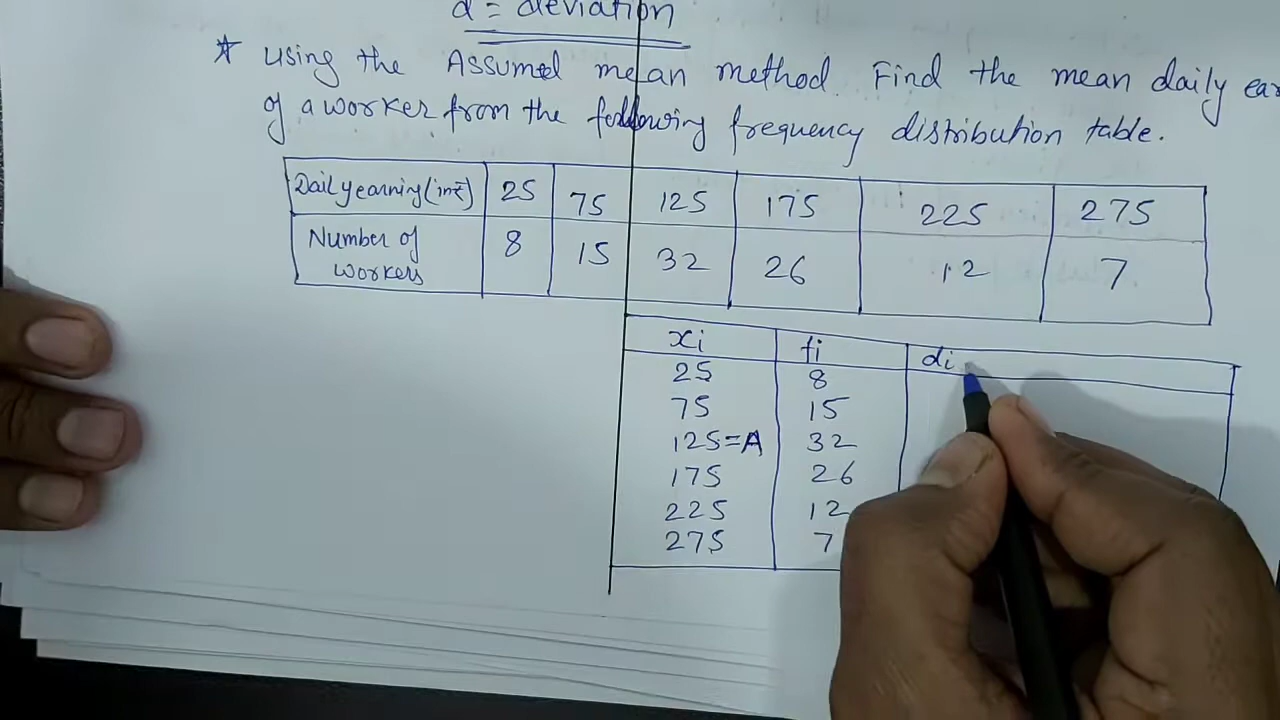 d = deviation
* Using the Assumed mean method. Find the mean daily
of a worker from the following frequency distribution table.
Daily earning (in ₹) 25 75 125 175 225 275
Number of workers 8 15 32 26 12 7
xi fi di
25 8
75 15
125=A 32
175 26
225 12
275 7